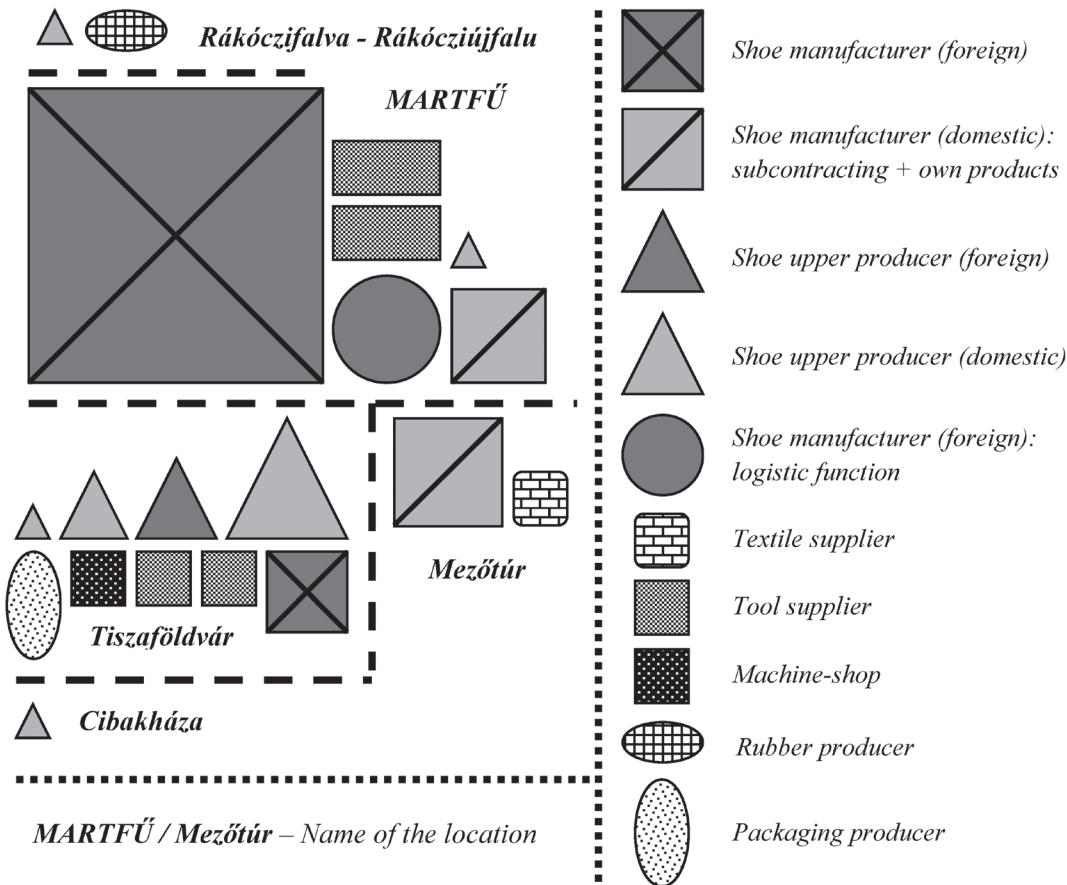 Rákóczifalva - Rákócziújfalu
MARTFŰ
Mezőtúr
Tiszaföldvár
Cibakháza
MARTFŰ / Mezőtúr – Name of the location
Shoe manufacturer (foreign)
Shoe manufacturer (domestic):
subcontracting + own products
Shoe upper producer (foreign)
Shoe upper producer (domestic)
Shoe manufacturer (foreign):
logistic function
Textile supplier
Tool supplier
Machine-shop
Rubber producer
Packaging producer